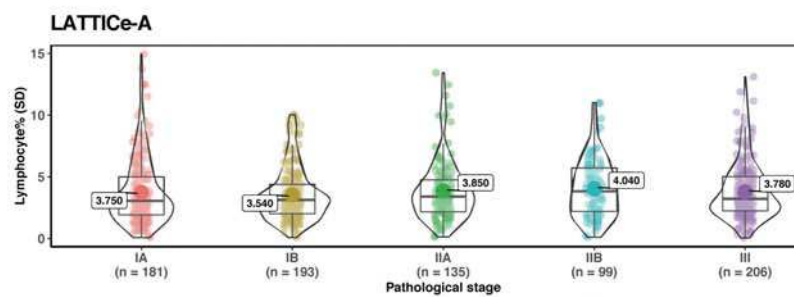 LATTICe-A
Lymphocyte% (SD)
15
10
5
0
3.750
3.540
3.850
4.040
3.780
IA
(n = 181)
IB
(n = 193)
IIA
(n = 135)
IIB
(n = 99)
III
(n = 206)
Pathological stage